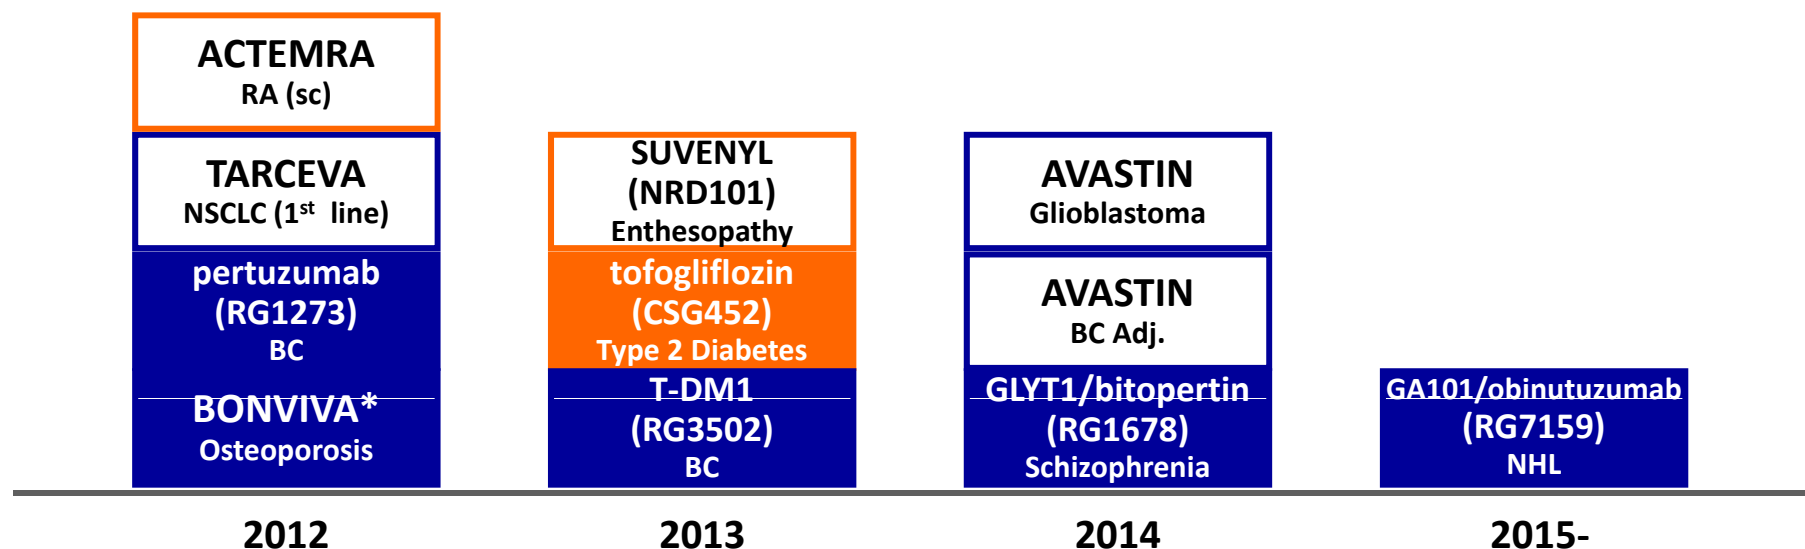 ACTEMRA
RA (sc)
TARCEVA
NSCLC (1st line)
pertuzumab
(RG1273)
BC
BONVIVA*
Osteoporosis
SUVENYL
(NRD101)
Enthesopathy
tofogliflozin
(CSG452)
Type 2 Diabetes
T-DM1
(RG3502)
BC
AVASTIN
Glioblastoma
AVASTIN
BC Adj.
GLYT1/bitopertin
(RG1678)
Schizophrenia
GA101/obinutuzumab
(RG7159)
NHL
2012
2013
2014
2015-